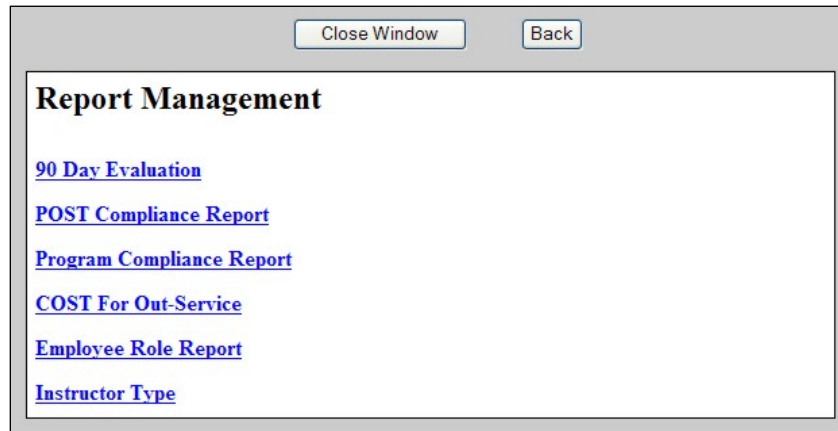 Close Window Back
Report Management
90 Day Evaluation
POST Compliance Report
Program Compliance Report
COST For Out-Service
Employee Role Report
Instructor Type